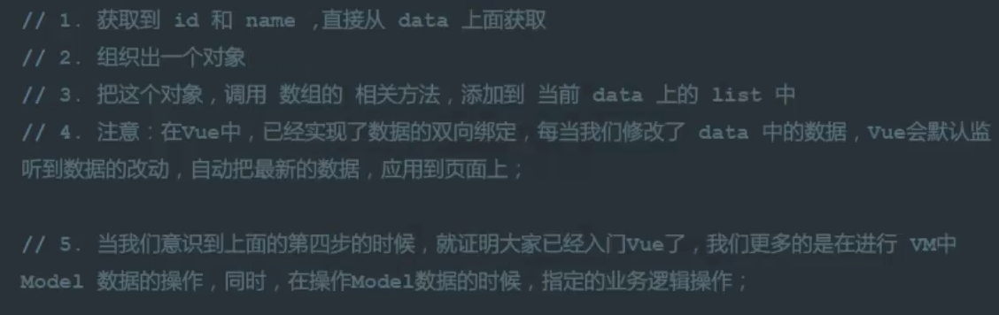 // 1. 获取到 id 和 name ,直接从 data 上面获取
// 2. 组织出一个对象
// 3. 把这个对象，调用 数组的 相关方法，添加到 当前 data 上的 list 中
// 4. 注意：在Vue中，已经实现了数据的双向绑定，每当我们修改了 data 中的数据，Vue会默认监
听到数据的改动，自动把最新的数据，应用到页面上；
// 5. 当我们意识到上面的第四步的时候，就证明大家已经入门Vue了，我们更多的是在进行 VM中
Model 数据的操作，同时，在操作Model数据的时候，指定的业务逻辑操作；